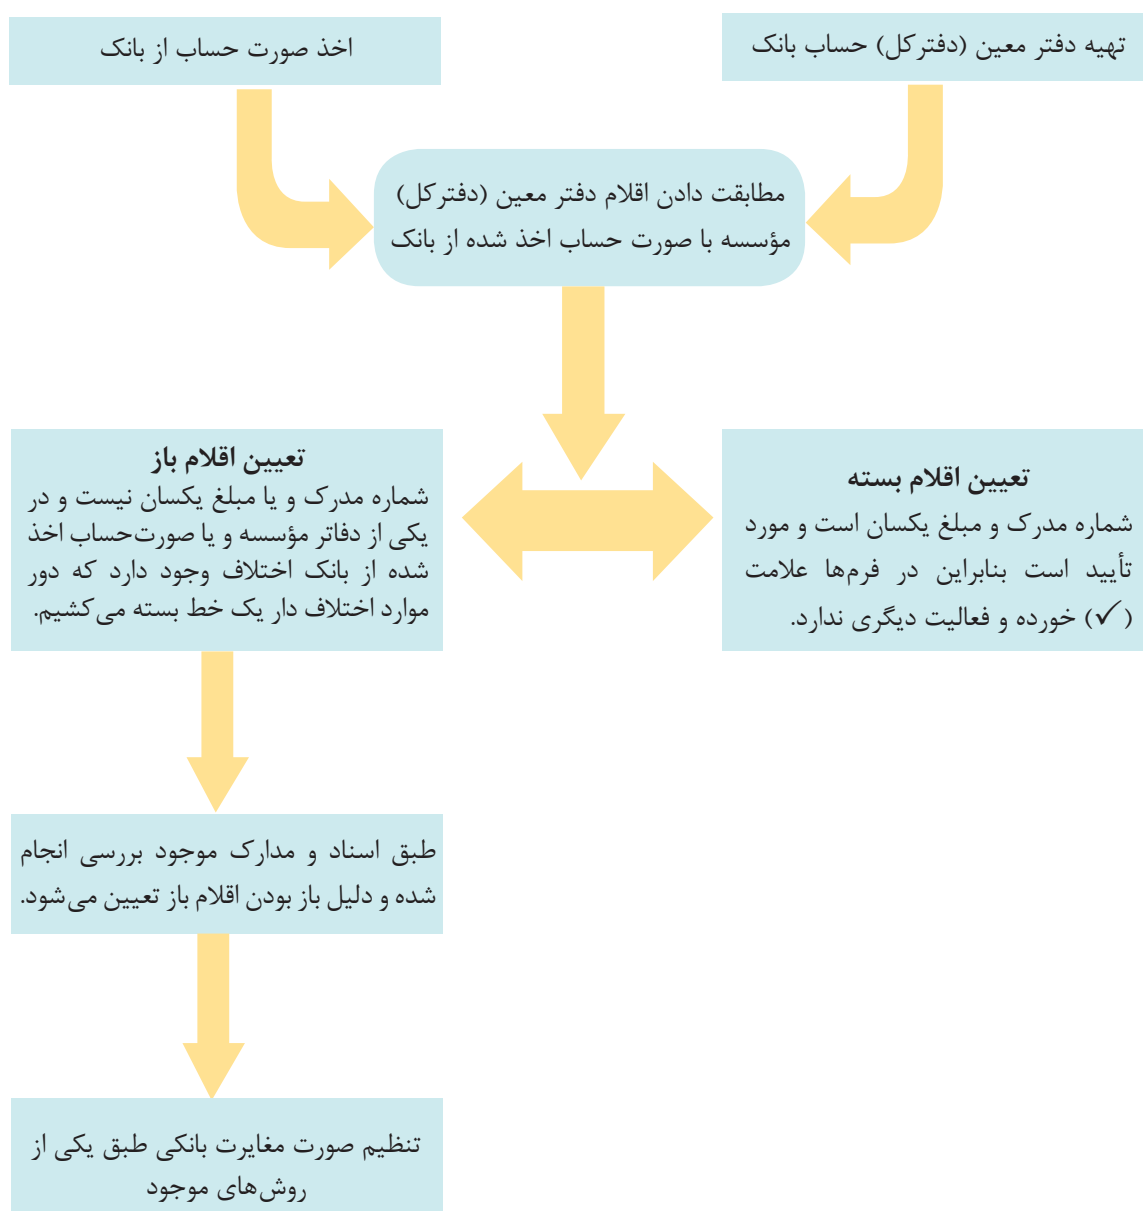 تهیه دفتر معین (دفترکل) حساب بانک
اخذ صورت حساب از بانک
مطابقت دادن اقلام دفتر معین (دفترکل)
مؤسسه با صورت حساب اخذ شده از بانک
تعیین اقلام بسته
شماره مدرک و مبلغ یکسان است و مورد
تأیید است بنابراین در فرم‌ها علامت
(✓) خورده و فعالیت دیگری ندارد.
تعیین اقلام باز
شماره مدرک و یا مبلغ یکسان نیست و در
یکی از دفاتر مؤسسه و یا صورت‌حساب اخذ
شده از بانک اختلاف وجود دارد که دور
موارد اختلاف دار یک خط بسته می‌کشیم.
طبق اسناد و مدارک موجود بررسی انجام
شده و دلیل باز بودن اقلام باز تعیین می‌شود.
تنظیم صورت مغایرت بانکی طبق یکی از
روش‌های موجود